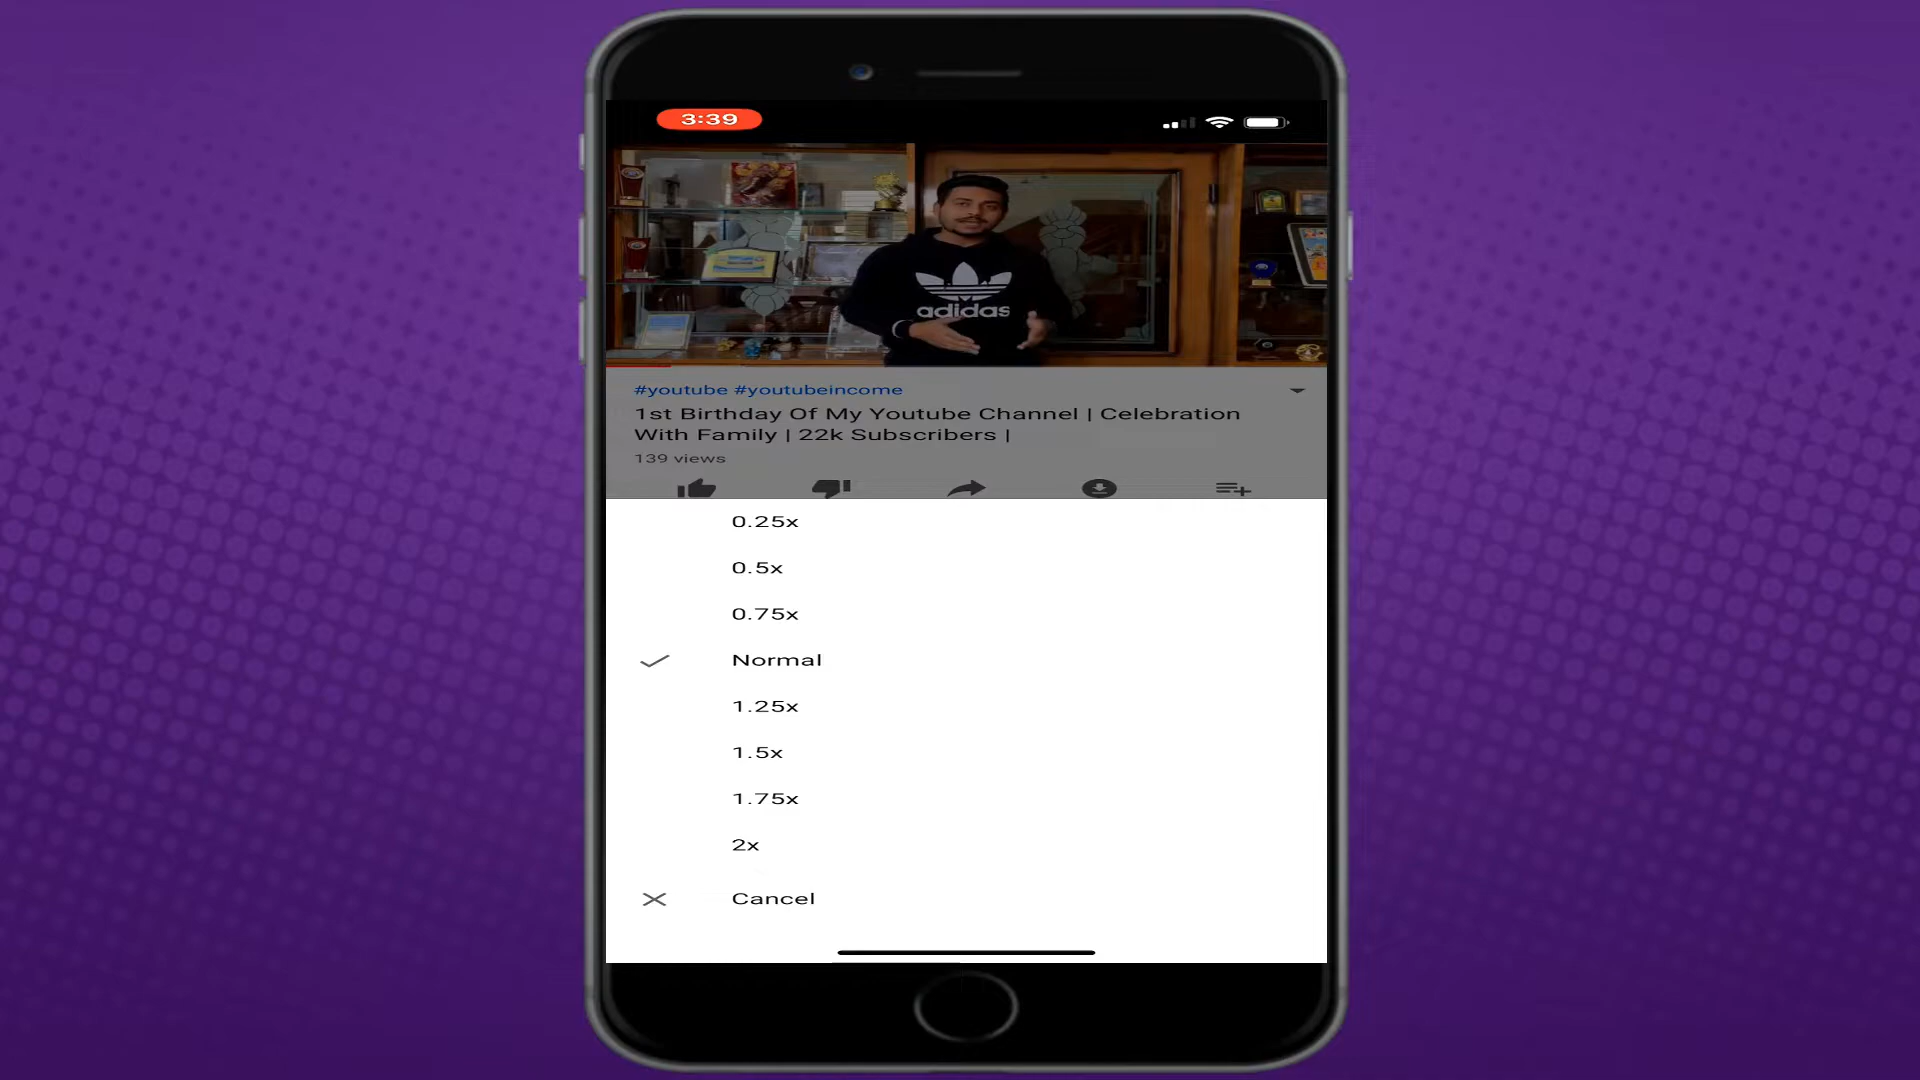 3:39
adidas
#youtube #youtubeincome
1st Birthday Of My Youtube Channel | Celebration
With Family | 22k Subscribers |
139 views
0.25x
0.5x
0.75x
Normal
1.25x
1.5x
1.75x
2x
Cancel